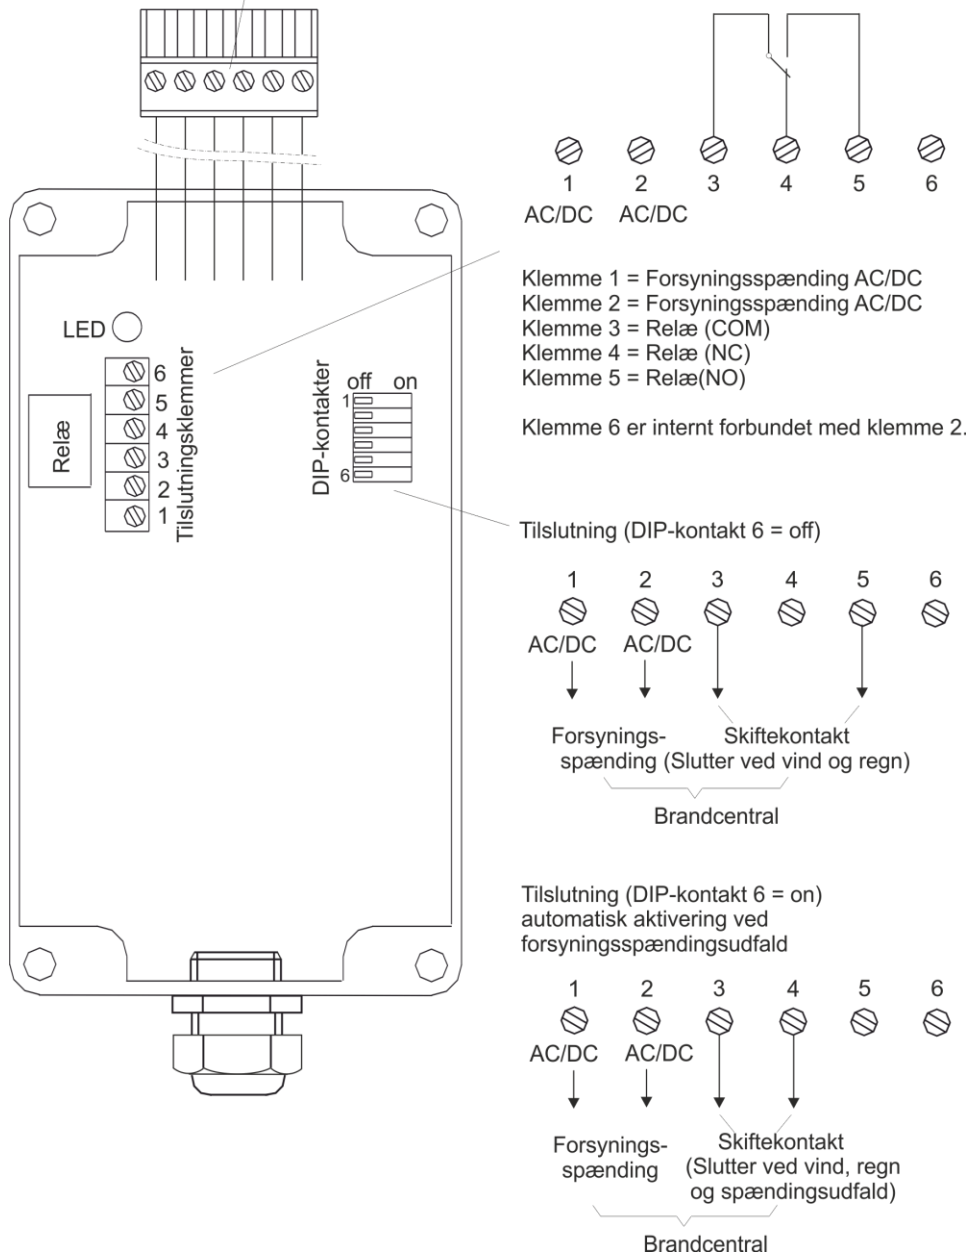 1 2 3 4 5 6
AC/DC AC/DC
Klemme 1 = Forsyningsspænding AC/DC
Klemme 2 = Forsyningsspænding AC/DC
Klemme 3 = Relæ (COM)
Klemme 4 = Relæ (NC)
Klemme 5 = Relæ(NO)
Klemme 6 er internt forbundet med klemme 2.
LED
Relæ
6
5
4
3
2
1
Tilslutningsklemmer
DIP-kontakter
off on
1
6
Tilslutning (DIP-kontakt 6 = off)
1 2 3 4 5 6
AC/DC AC/DC
Forsynings- Skiftekontakt
spænding (Slutter ved vind og regn)
Brandcentral
Tilslutning (DIP-kontakt 6 = on)
automatisk aktivering ved
forsyningsspændingsudfald
1 2 3 4 5 6
AC/DC AC/DC
Forsynings-
spænding
Skiftekontakt
(Slutter ved vind, regn
og spændingsudfald)
Brandcentral